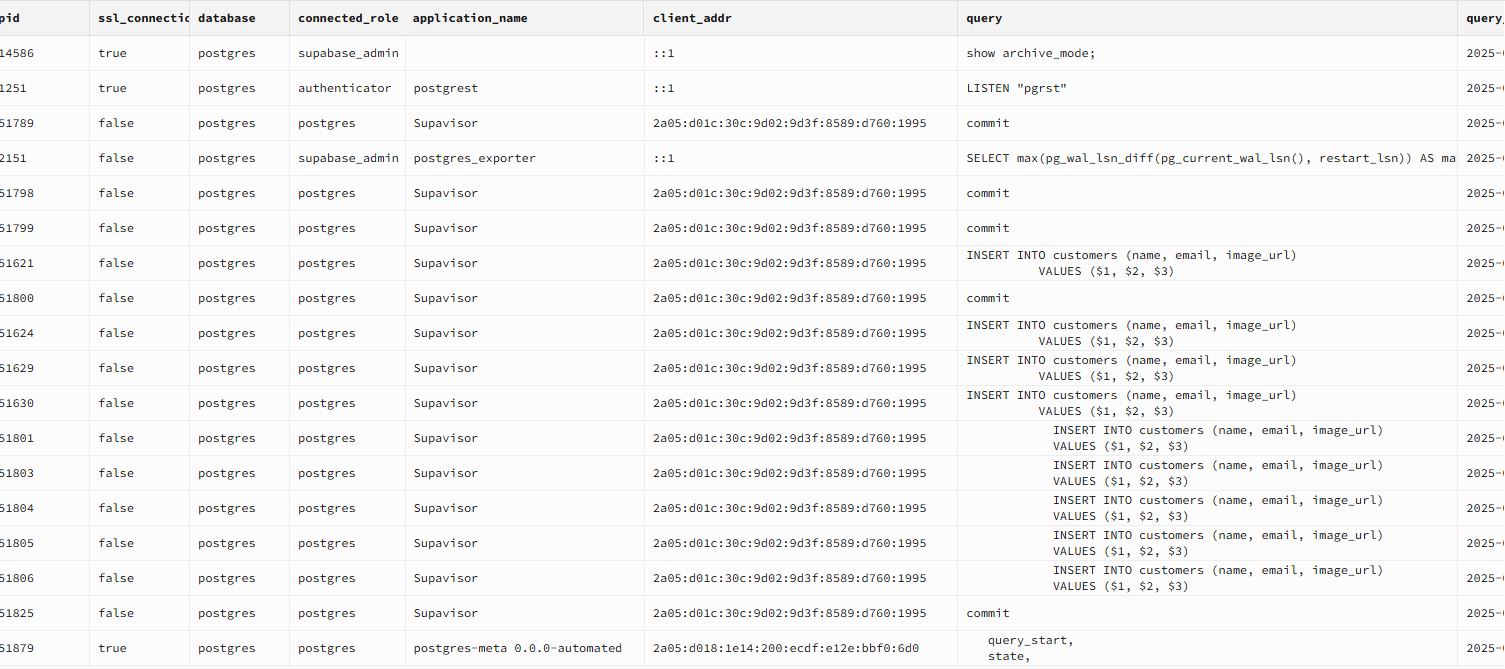 pid ssl_connectio database connected_role application_name client_addr query query_
14586 true postgres supabase_admin ::1 show archive_mode; 2025-
1251 true postgres authenticator postgrest ::1 LISTEN "pgrst" 2025-
51789 false postgres postgres Supavisor 2a05:d01c:30c:9d02:9d3f:8589:d760:1995 commit 2025-
2151 false postgres supabase_admin postgres_exporter ::1 SELECT max(pg_wal_lsn_diff(pg_current_wal_lsn(), restart_lsn)) AS ma 2025-
51798 false postgres postgres Supavisor 2a05:d01c:30c:9d02:9d3f:8589:d760:1995 commit 2025-
51799 false postgres postgres Supavisor 2a05:d01c:30c:9d02:9d3f:8589:d760:1995 commit 2025-
51621 false postgres postgres Supavisor 2a05:d01c:30c:9d02:9d3f:8589:d760:1995 INSERT INTO customers (name, email, image_url) 2025-
VALUES ($1, $2, $3)
51800 false postgres postgres Supavisor 2a05:d01c:30c:9d02:9d3f:8589:d760:1995 commit 2025-
51624 false postgres postgres Supavisor 2a05:d01c:30c:9d02:9d3f:8589:d760:1995 INSERT INTO customers (name, email, image_url) 2025-
VALUES ($1, $2, $3)
51629 false postgres postgres Supavisor 2a05:d01c:30c:9d02:9d3f:8589:d760:1995 INSERT INTO customers (name, email, image_url) 2025-
VALUES ($1, $2, $3)
51630 false postgres postgres Supavisor 2a05:d01c:30c:9d02:9d3f:8589:d760:1995 INSERT INTO customers (name, email, image_url) 2025-
VALUES ($1, $2, $3)
51801 false postgres postgres Supavisor 2a05:d01c:30c:9d02:9d3f:8589:d760:1995 INSERT INTO customers (name, email, image_url) 2025-
VALUES ($1, $2, $3)
51803 false postgres postgres Supavisor 2a05:d01c:30c:9d02:9d3f:8589:d760:1995 INSERT INTO customers (name, email, image_url) 2025-
VALUES ($1, $2, $3)
51804 false postgres postgres Supavisor 2a05:d01c:30c:9d02:9d3f:8589:d760:1995 INSERT INTO customers (name, email, image_url) 2025-
VALUES ($1, $2, $3)
51805 false postgres postgres Supavisor 2a05:d01c:30c:9d02:9d3f:8589:d760:1995 INSERT INTO customers (name, email, image_url) 2025-
VALUES ($1, $2, $3)
51806 false postgres postgres Supavisor 2a05:d01c:30c:9d02:9d3f:8589:d760:1995 INSERT INTO customers (name, email, image_url) 2025-
VALUES ($1, $2, $3)
51825 false postgres postgres Supavisor 2a05:d01c:30c:9d02:9d3f:8589:d760:1995 commit 2025-
51879 true postgres postgres postgres-meta 0.0.0-automated 2a05:d018:1e14:200:ecdf:e12e:bbf0:6d0 query_start, 2025-
state,